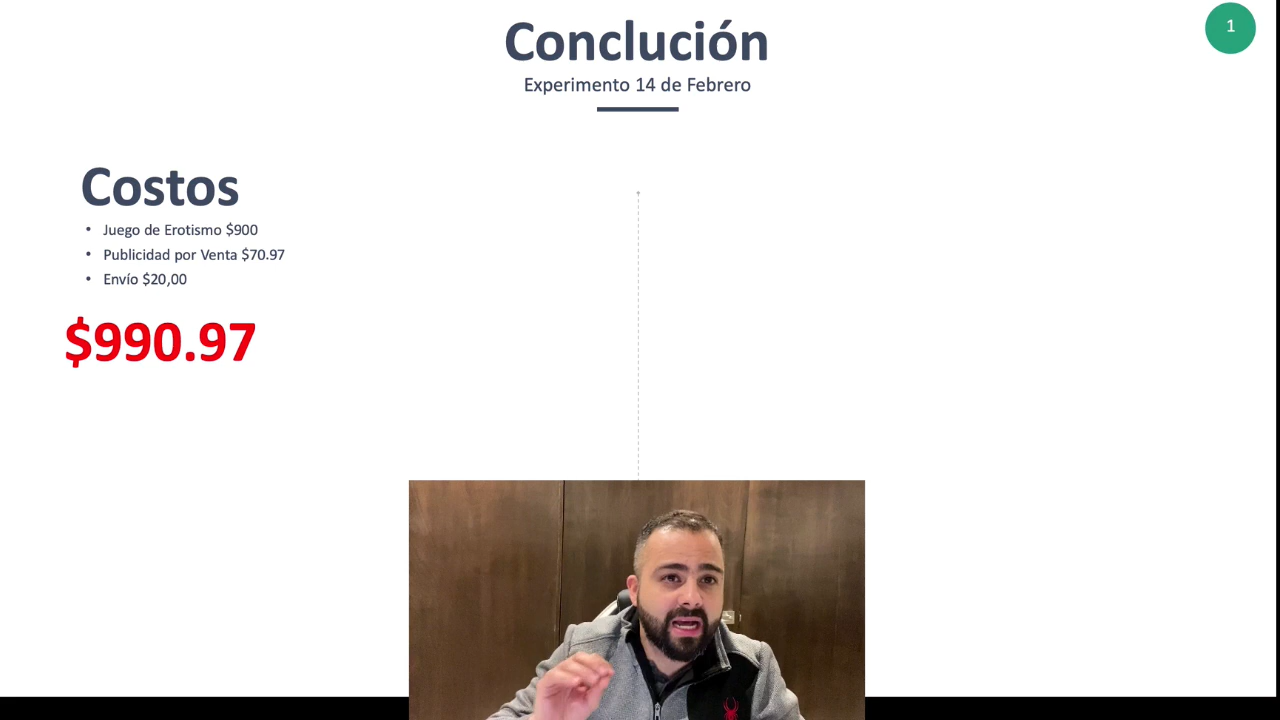 Conclución
Experimento 14 de Febrero
1
Costos
• Juego de Erotismo $900
• Publicidad por Venta $70.97
• Envío $20,00
$990.97